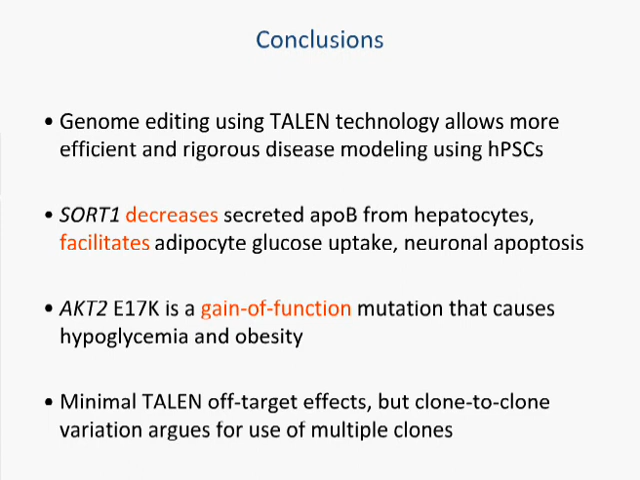 Conclusions
• Genome editing using TALEN technology allows more
efficient and rigorous disease modeling using hPSCs
• SORT1 decreases secreted apoB from hepatocytes,
facilitates adipocyte glucose uptake, neuronal apoptosis
• AKT2 E17K is a gain-of-function mutation that causes
hypoglycemia and obesity
• Minimal TALEN off-target effects, but clone-to-clone
variation argues for use of multiple clones